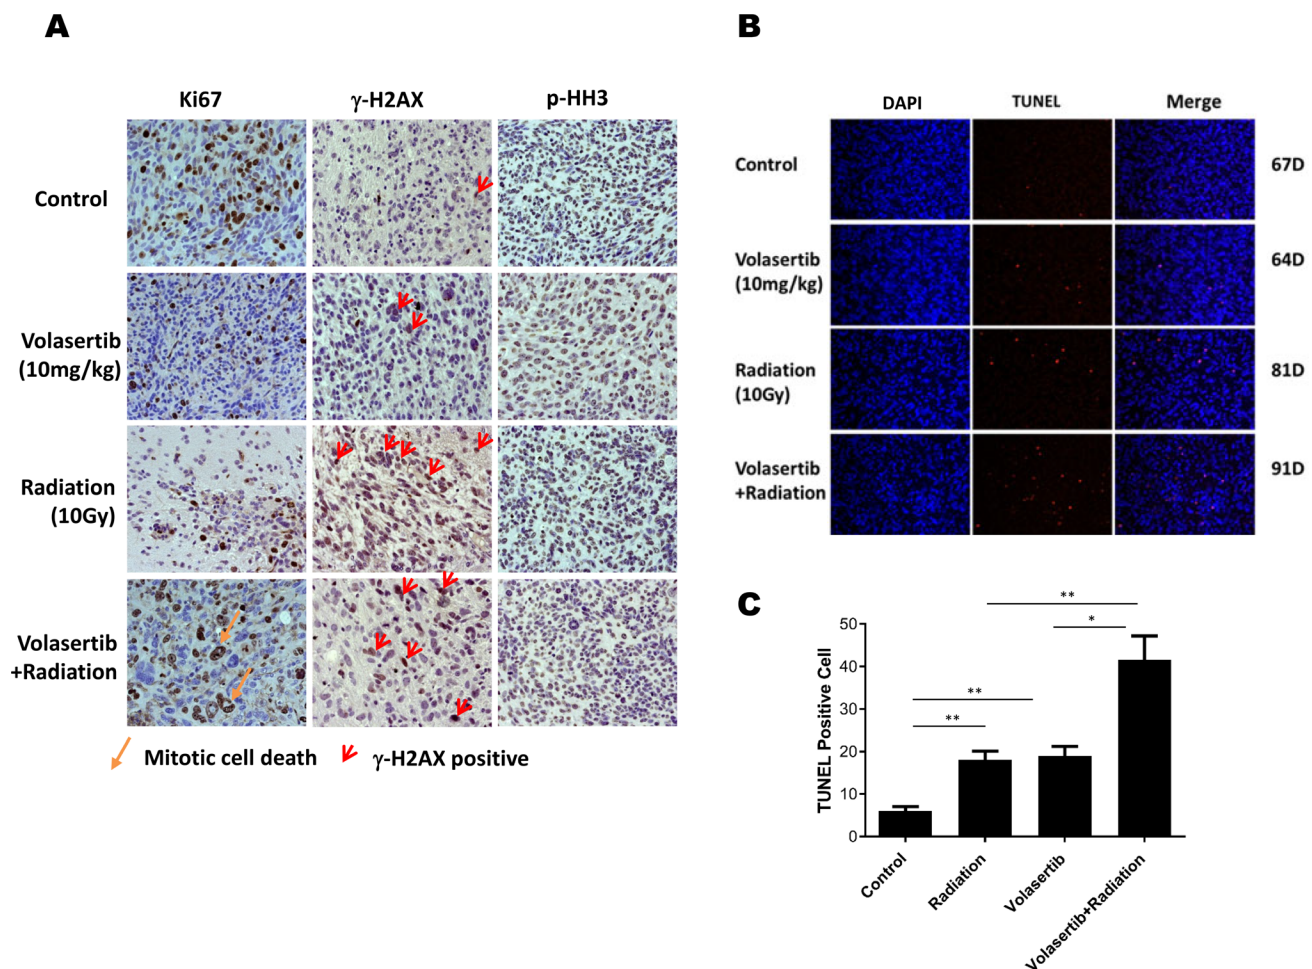 A
Ki67 γ-H2AX p-HH3
Control
Volasertib
(10mg/kg)
Radiation
(10Gy)
Volasertib
+Radiation
Mitotic cell death γ-H2AX positive
B
DAPI TUNEL Merge
Control 67D
Volasertib 64D
(10mg/kg)
Radiation 81D
(10Gy)
Volasertib 91D
+Radiation
C
**
*
**
**
TUNEL Positive Cell
50
40
30
20
10
0
Control
Radiation
Volasertib
Volasertib+Radiation